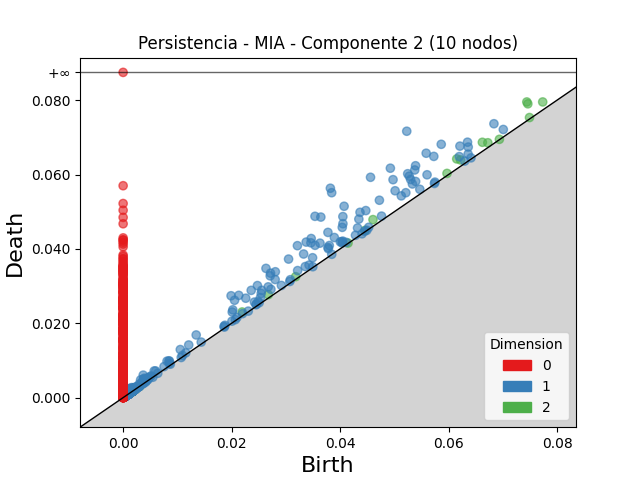 Persistencia - MIA - Componente 2 (10 nodos)
+∞
0.080
0.060
0.040
0.020
0.000
Death
0.00 0.02 0.04 0.06 0.08
Birth
Dimension
0
1
2